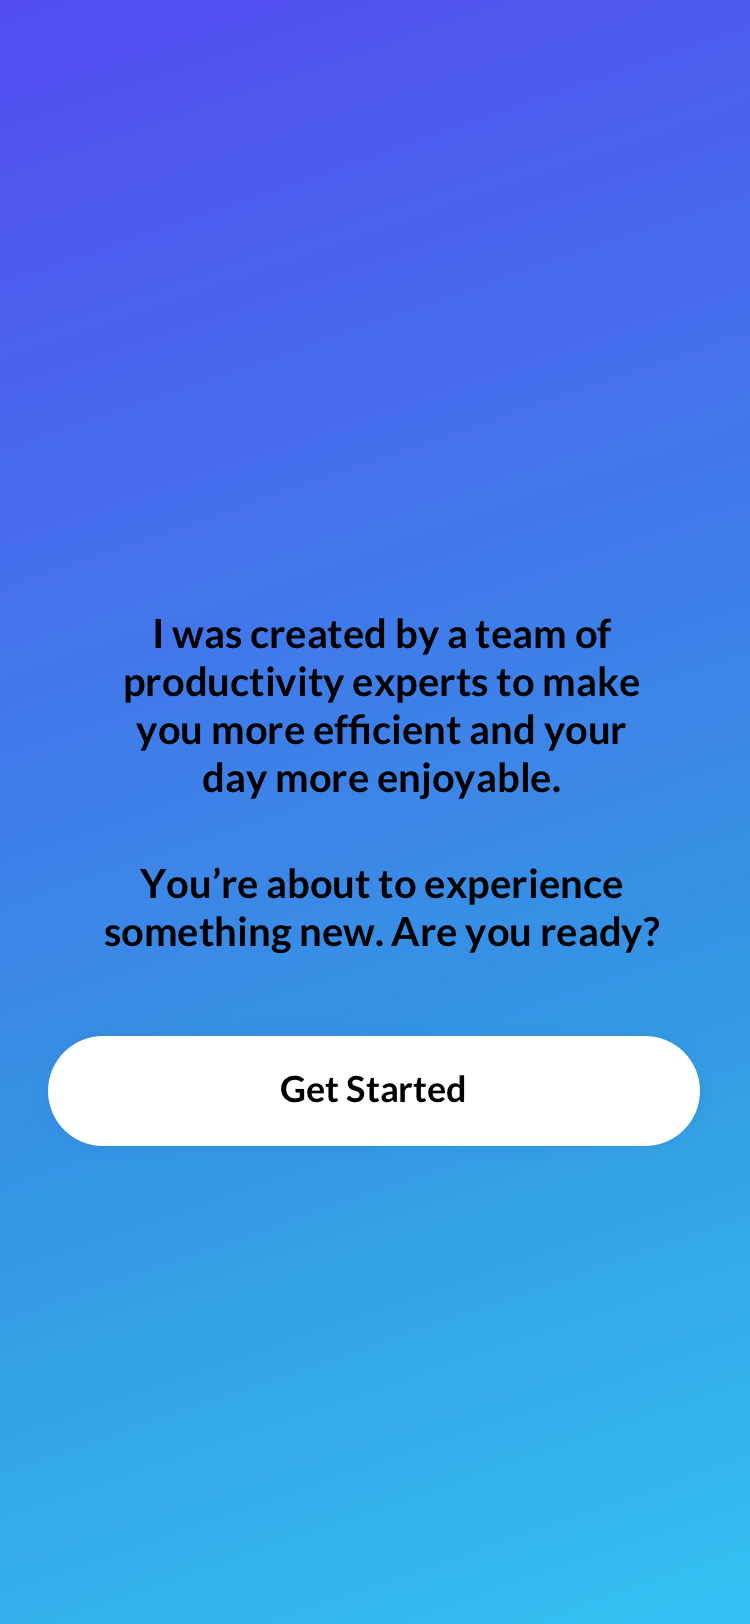 I was created by a team of
productivity experts to make
you more efficient and your
day more enjoyable.
You’re about to experience
something new. Are you ready?
Get Started